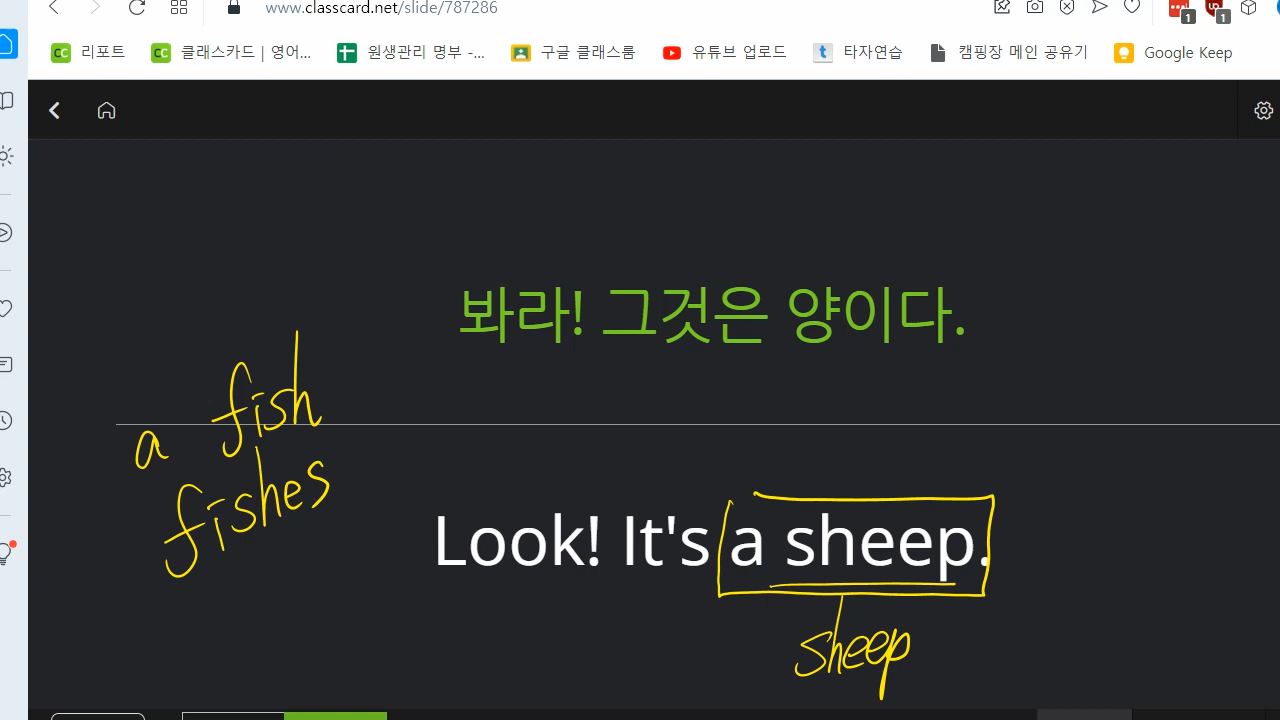 www.classcard.net/slide/787286
1 1
리포트 클래스카드 | 영어... 원생관리 명부 -... 구글 클래스룸 유튜브 업로드 타자연습 캠핑장 메인 공유기 Google Keep
봐라! 그것은 양이다.
a fish
fishes
Look! It's a sheep.
sheep